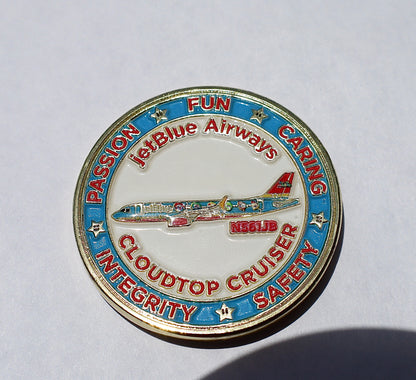 PASSION FUN CARING SAFETY INTEGRITY
jetBlue Airways
N561JB
CLOUDTOP CRUISER